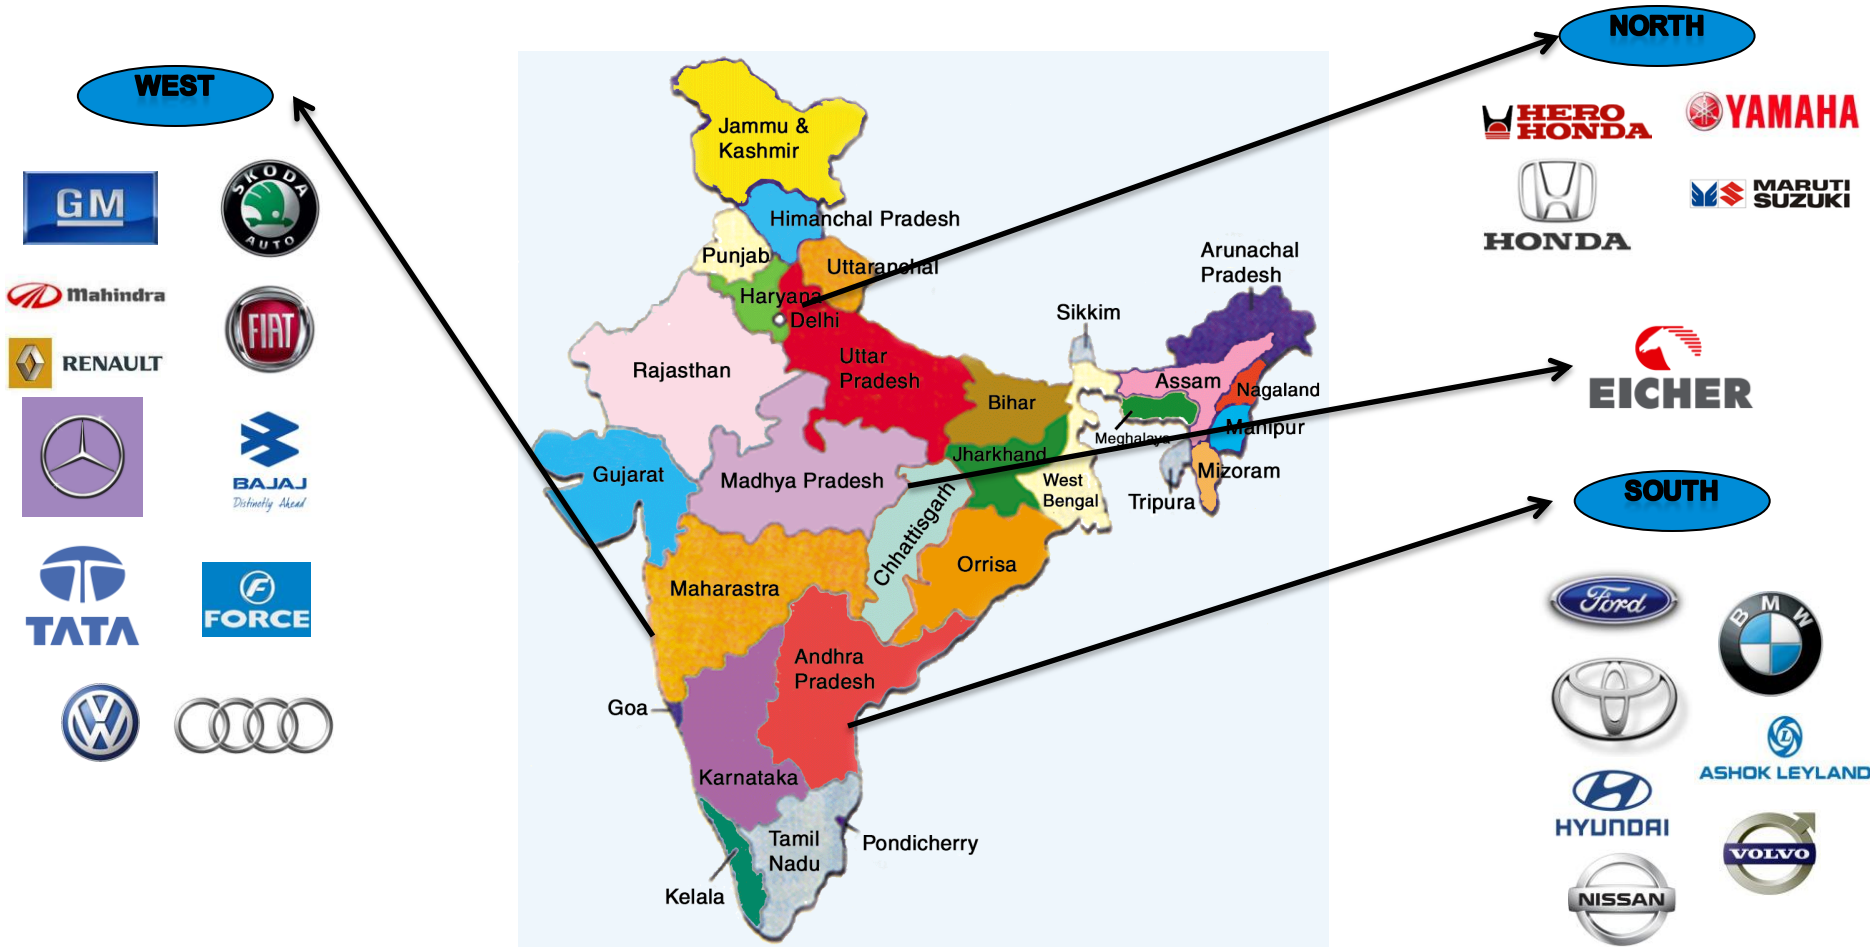 WEST
GM
SKODA
AUTO
Mahindra
FIAT
RENAULT
BAJAJ
Distinctly Ahead
TATA
F
FORCE
VW
Jammu &
Kashmir
Himanchal Pradesh
Punjab
Uttaranchal
Haryana
Delhi
Rajasthan
Uttar
Pradesh
Bihar
Sikkim
Arunachal
Pradesh
Assam
Nagaland
Meghalaya
Manipur
Mizoram
Tripura
Gujarat
Madhya Pradesh
Jharkhand
West
Bengal
Chhattisgarh
Orrisa
Maharastra
Andhra
Pradesh
Goa
Karnataka
Tamil
Nadu
Pondicherry
Kelala
NORTH
HERO
HONDA
YAMAHA
HONDA
MARUTI
SUZUKI
EICHER
SOUTH
Ford
BMW
L
ASHOK LEYLAND
HYUNDAI
VOLVO
NISSAN